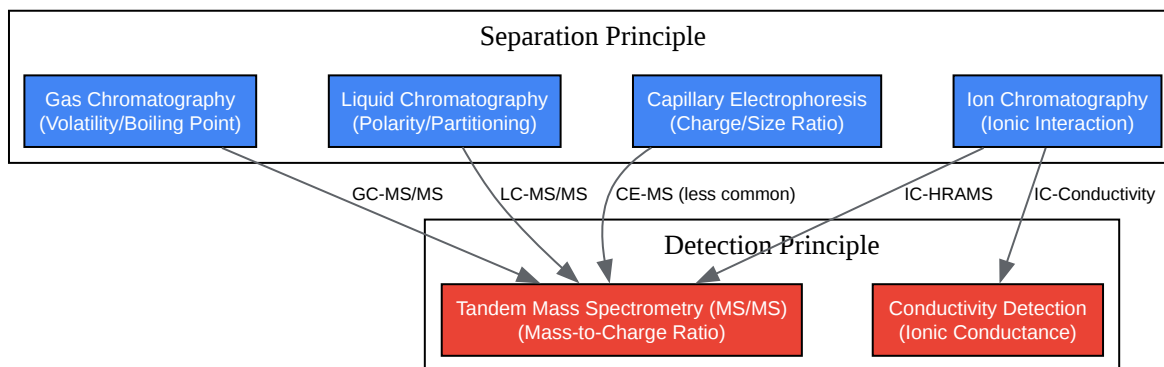 Separation Principle
Gas Chromatography
(Volatility/Boiling Point)
Liquid Chromatography
(Polarity/Partitioning)
Capillary Electrophoresis
(Charge/Size Ratio)
Ion Chromatography
(Ionic Interaction)
GC-MS/MS
LC-MS/MS
CE-MS (less common)
IC-HRAMS
IC-Conductivity
Detection Principle
Tandem Mass Spectrometry (MS/MS)
(Mass-to-Charge Ratio)
Conductivity Detection
(Ionic Conductance)